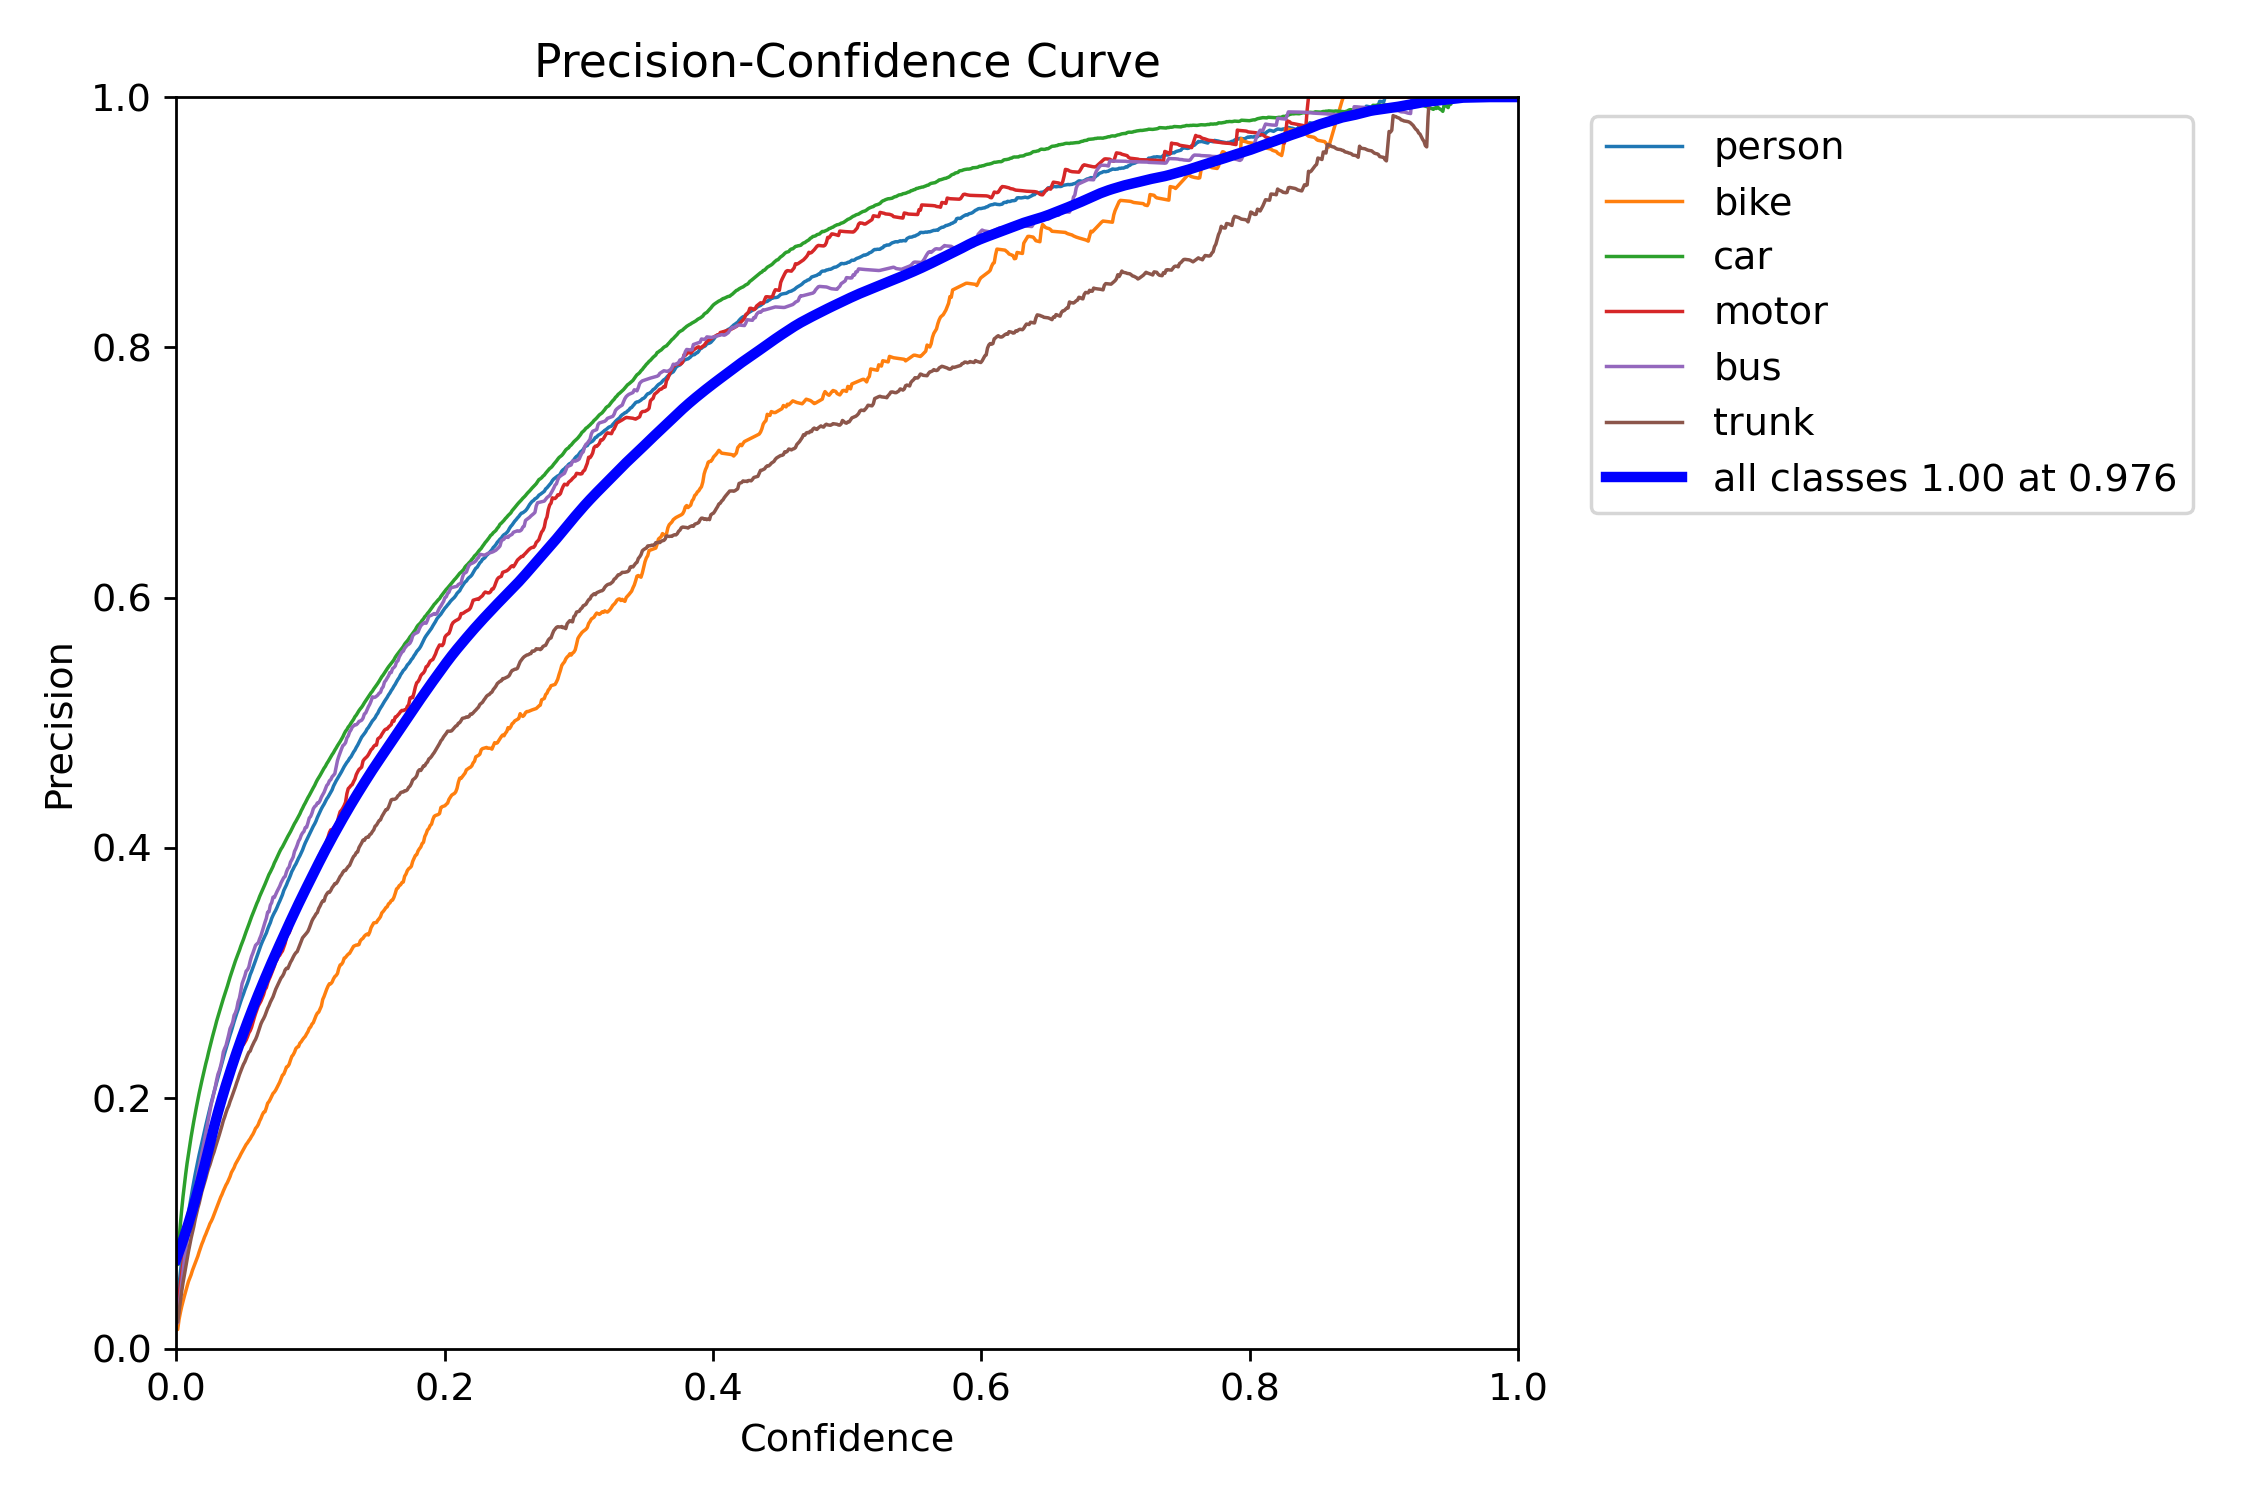 Precision-Confidence Curve
1.0
0.8
0.6
0.4
0.2
0.0
Precision
0.0 0.2 0.4 0.6 0.8 1.0
Confidence
person
bike
car
motor
bus
trunk
all classes 1.00 at 0.976